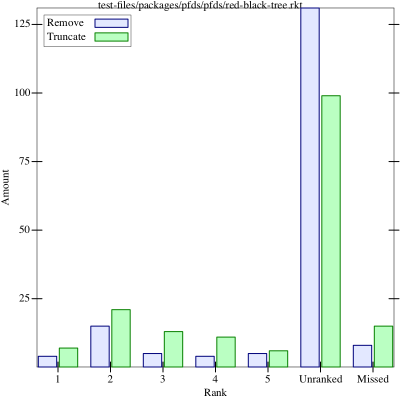 test-files/packages/pfds/pfds/red-black-tree.rkt
125
Remove
Truncate
100
75
50
25
Amount
1 2 3 4 5 Unranked Missed
Rank